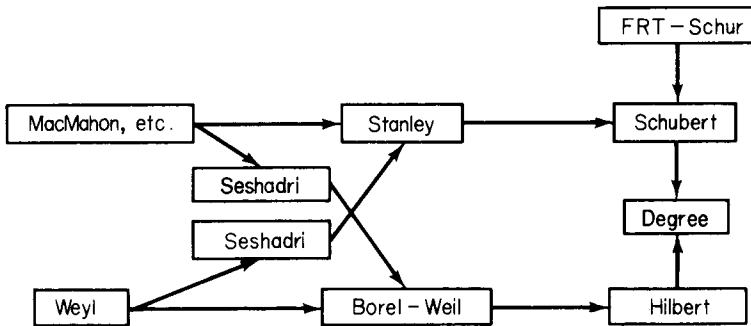 FRT-Schur
MacMahon, etc.
Stanley
Schubert
Seshadri
Seshadri
Degree
Weyl
Borel-Weil
Hilbert